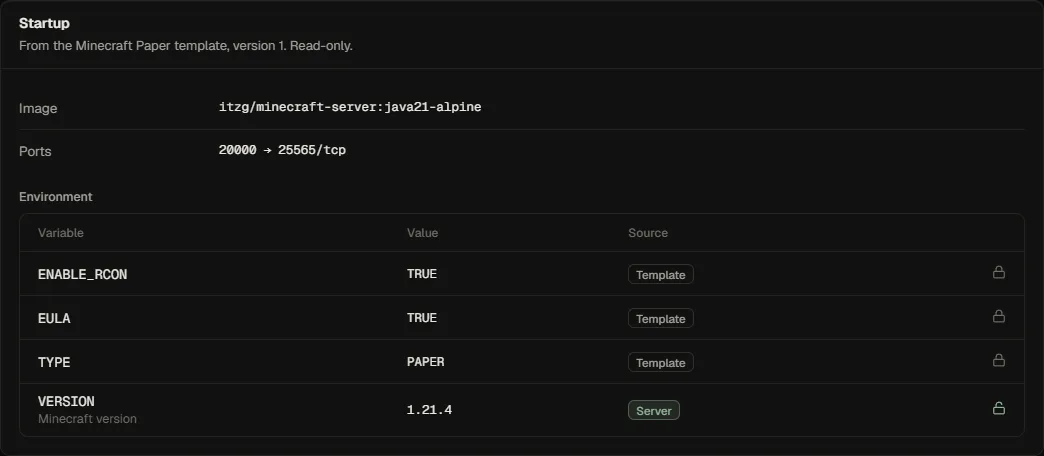 Startup
From the Minecraft Paper template, version 1. Read-only.
Image itzg/minecraft-server:java21-alpine
Ports 20000 → 25565/tcp
Environment
Variable Value Source
ENABLE_RCON TRUE Template
EULA TRUE Template
TYPE PAPER Template
VERSION
Minecraft version
1.21.4 Server